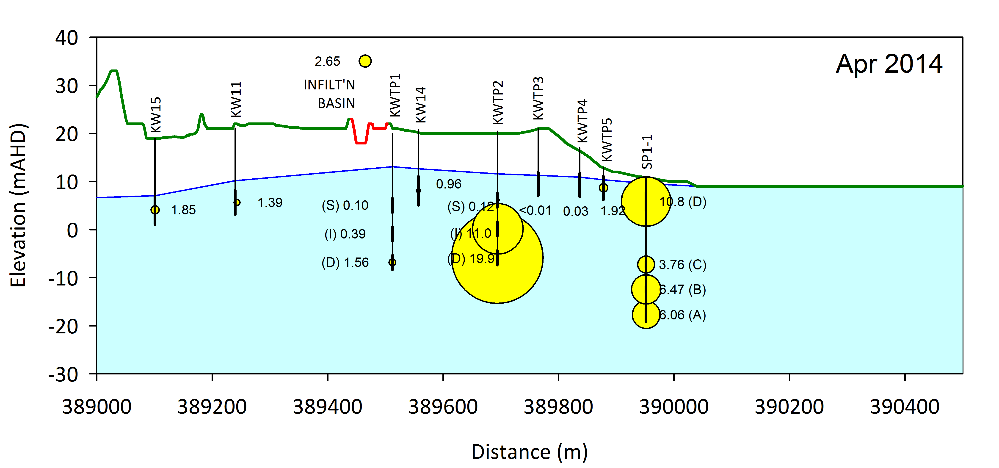 Apr 2014
2.65
INFILT'N
BASIN
KW15
KW11
KWTP1
KW14
KWTP2
KWTP3
KWTP4
KWTP5
SP1-1
1.85
1.39
(S) 0.10
(I) 0.39
(D) 1.56
0.96
(S) 0.12
(I) 11.0
(D) 19.9
<0.01
0.03
1.92
10.8 (D)
3.76 (C)
6.47 (B)
6.06 (A)
Elevation (mAHD)
40
30
20
10
0
-10
-20
-30
389000
389200
389400
389600
389800
390000
390200
390400
Distance (m)